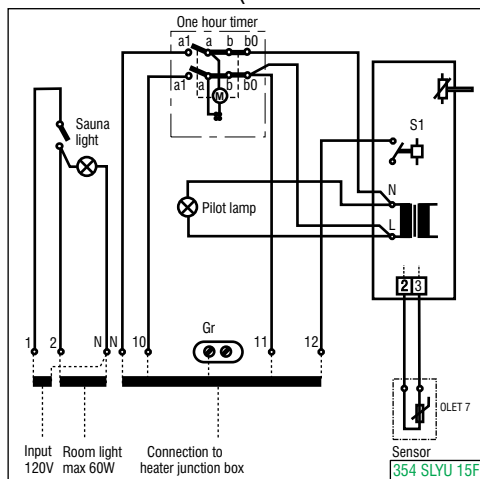 One hour timer
a1 a b b0
a1 a b b0
M
Sauna
light
S1
N
Pilot lamp
L
2 3
Gr
1 2 N N 10 11 12
OLET 7
Input
120V
Room light
max 60W
Connection to
heater junction box
Sensor
354 SLYU 15F